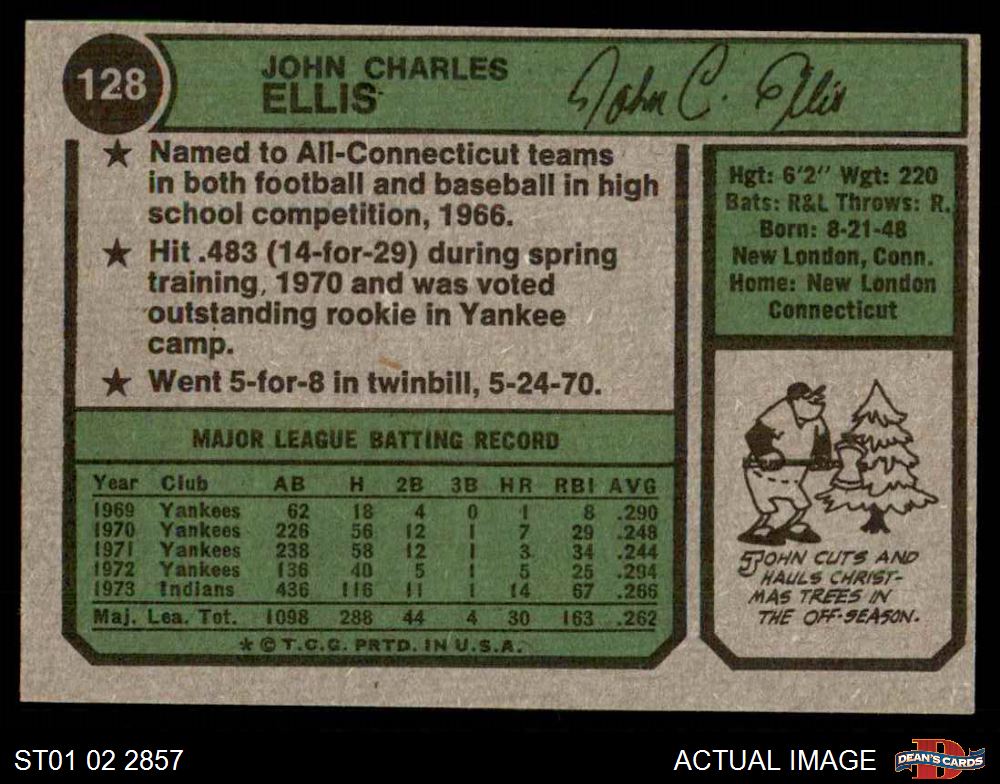 128
JOHN CHARLES
ELLIS
John C. Ellis
★ Named to All-Connecticut teams
in both football and baseball in high
school competition, 1966.
★ Hit .483 (14-for-29) during spring
training, 1970 and was voted
outstanding rookie in Yankee
camp.
★ Went 5-for-8 in twinbill, 5-24-70.
MAJOR LEAGUE BATTING RECORD
Year Club AB H 2B 3B HR RBI AVG
1969 Yankees 62 18 4 0 1 8 .290
1970 Yankees 226 56 12 1 7 29 .248
1971 Yankees 238 58 12 1 3 34 .244
1972 Yankees 136 40 5 1 5 25 .294
1973 Indians 436 116 11 1 14 67 .266
Maj. Lea. Tot. 1098 288 44 4 30 163 .262
* © T.C.G. PRTD. IN U.S.A.
Hgt: 6'2" Wgt: 220
Bats: R&L Throws: R.
Born: 8-21-48
New London, Conn.
Home: New London
Connecticut
JOHN CUTS AND
HAULS CHRIST-
MAS TREES IN
THE OFF-SEASON.
ST01 02 2857
ACTUAL IMAGE
DEAN'S CARDS